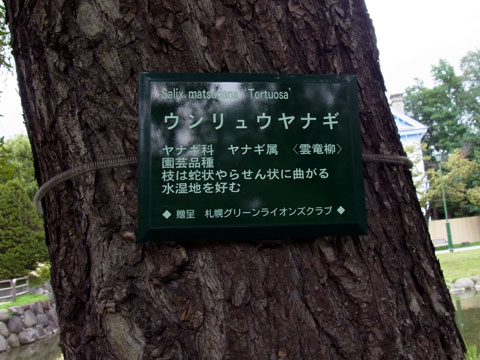 Salix matsudana 'Tortuosa'
ウンリュウヤナギ
ヤナギ科 ヤナギ属 〈雲竜柳〉
園芸品種
枝は蛇状やらせん状に曲がる
水湿地を好む
◆ 贈呈 札幌グリーンライオンズクラブ ◆